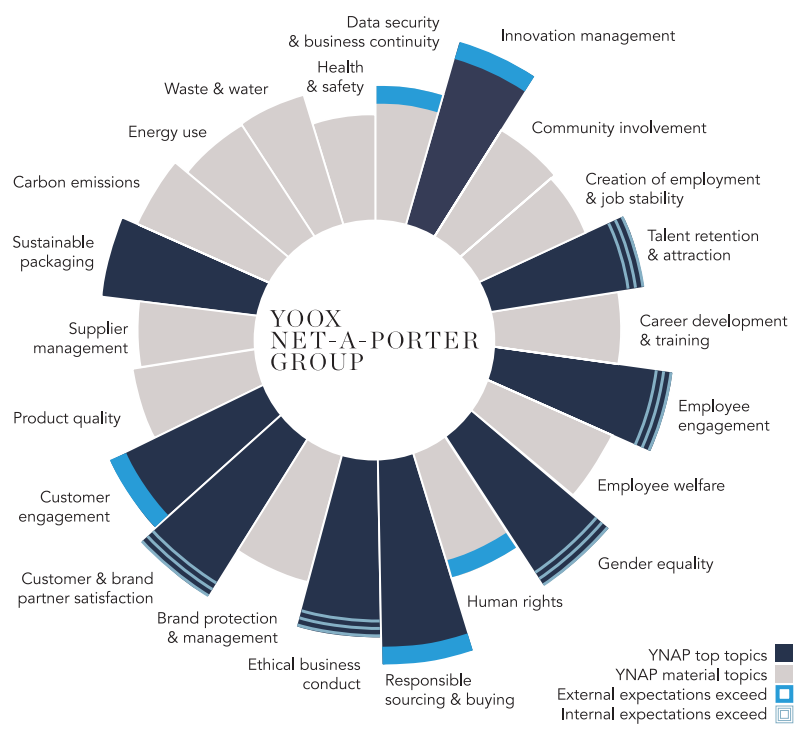 Data security
& business continuity
Innovation management
Health
& safety
Waste & water
Community involvement
Energy use
Creation of employment
& job stability
Carbon emissions
Talent retention
& attraction
Sustainable
packaging
YOOX
NET-A-PORTER
GROUP
Supplier
management
Career development
& training
Product quality
Employee
engagement
Customer
engagement
Employee welfare
Gender equality
Customer & brand
partner satisfaction
Human rights
Brand protection
& management
Ethical business
conduct
Responsible
sourcing & buying
YNAP top topics
YNAP material topics
External expectations exceed
Internal expectations exceed